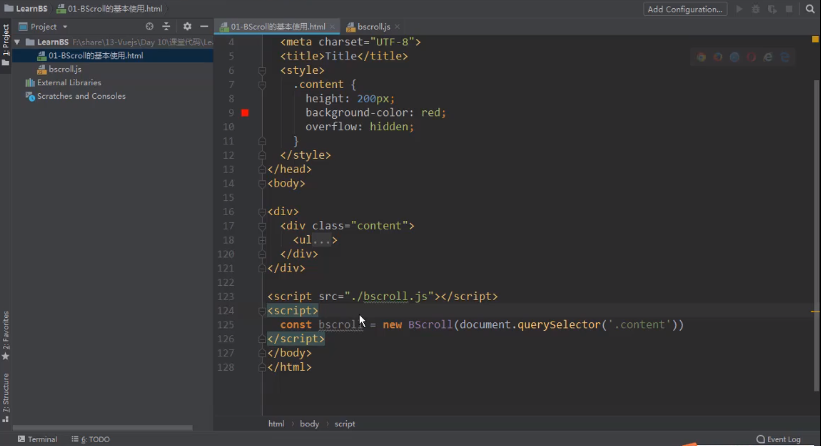 LearnBS 01-BScroll的基本使用.html
Add Configuration...
Project
01-BScroll的基本使用.html
bscroll.js
1: Project
LearnBS F:\share\13-Vuejs\Day 10\课堂代码\Le
01-BScroll的基本使用.html
bscroll.js
External Libraries
Scratches and Consoles
4 <meta charset="UTF-8">
5 <title>Title</title>
6 <style>
7 .content {
8 height: 200px;
9 background-color: red;
10 overflow: hidden;
11 }
12 </style>
13 </head>
14 <body>
15
16 <div>
17 <div class="content">
18 <ul...>
120 </div>
121 </div>
122
123 <script src="./bscroll.js"></script>
124 <script>
125 const bscroll = new BScroll(document.querySelector('.content'))
126 </script>
127 </body>
128 </html>
2: Favorites
7: Structure
html body script
Terminal 6: TODO
Event Log